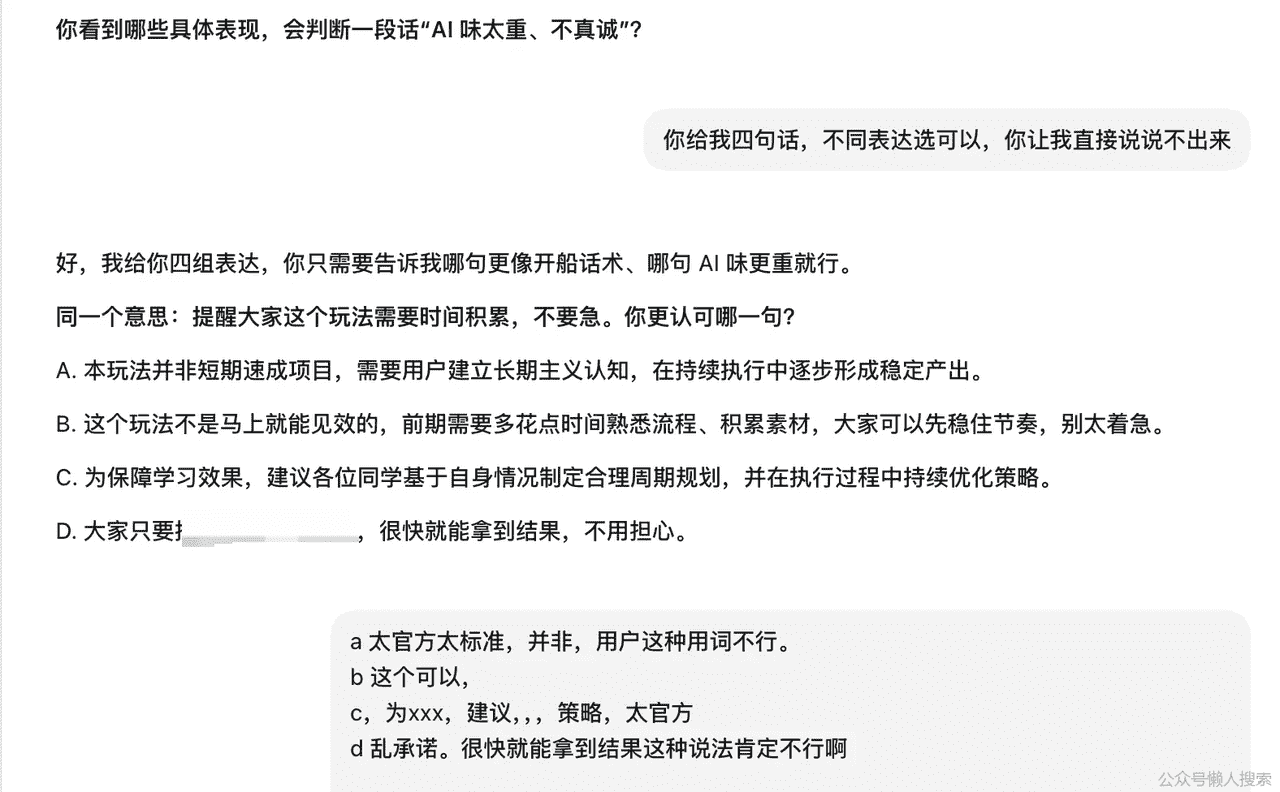 你看到哪些具体表现，会判断一段话“AI 味太重、不真诚”？
你给我四句话，不同表达选可以，你让我直接说说不出来
好，我给你四组表达，你只需要告诉我哪句更像开船话术、哪句 AI 味更重就行。
同一个意思：提醒大家这个玩法需要时间积累，不要急。你更认可哪一句？
A. 本玩法并非短期速成项目，需要用户建立长期主义认知，在持续执行中逐步形成稳定产出。
B. 这个玩法不是马上就能见效的，前期需要多花点时间熟悉流程、积累素材，大家可以先稳住节奏，别太着急。
C. 为保障学习效果，建议各位同学基于自身情况制定合理周期规划，并在执行过程中持续优化策略。
D. 大家只要，很快就能拿到结果，不用担心。
a 太官方太标准，并非，用户这种用词不行。
b 这个可以，
c，为xxx，建议，，，策略，太官方
d 乱承诺。很快就能拿到结果这种说法肯定不行啊
公众号懒人搜索